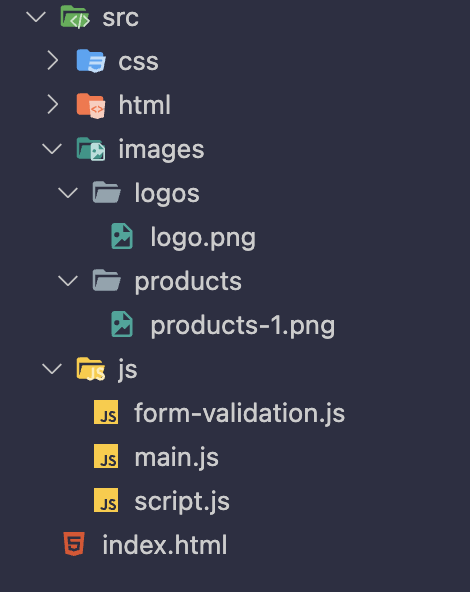 src
css
html
images
logos
logo.png
products
products-1.png
js
form-validation.js
main.js
script.js
index.html